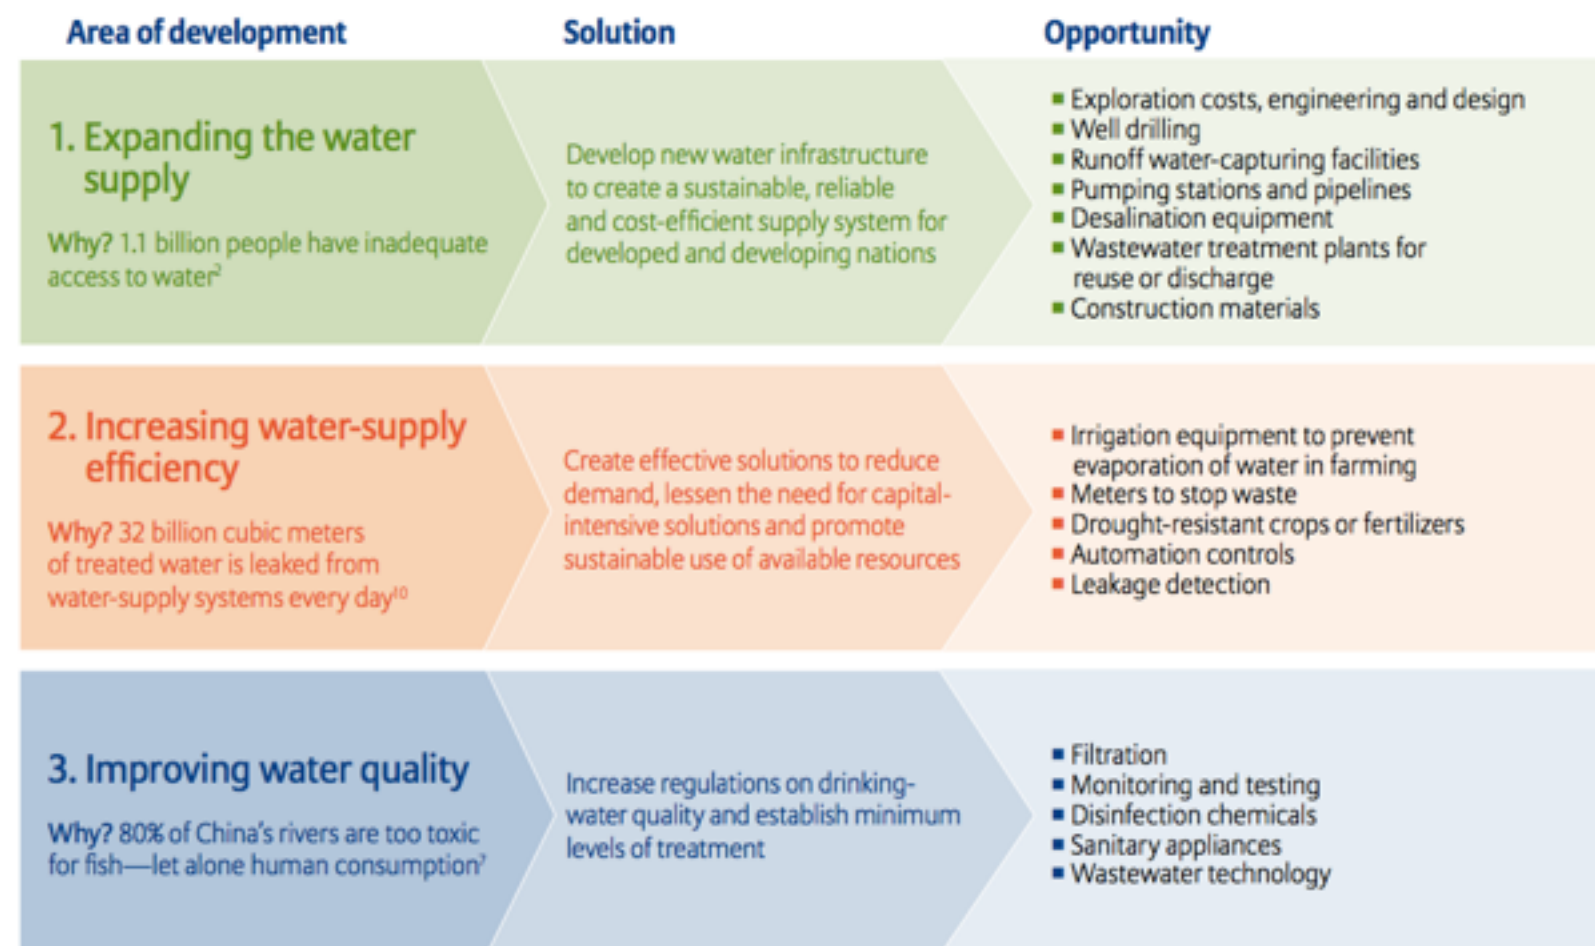 Area of development
Solution
Opportunity
1. Expanding the water
supply
Why? 1.1 billion people have inadequate
access to water²
Develop new water infrastructure
to create a sustainable, reliable
and cost-efficient supply system for
developed and developing nations
■ Exploration costs, engineering and design
■ Well drilling
■ Runoff water-capturing facilities
■ Pumping stations and pipelines
■ Desalination equipment
■ Wastewater treatment plants for
reuse or discharge
■ Construction materials
2. Increasing water-supply
efficiency
Why? 32 billion cubic meters
of treated water is leaked from
water-supply systems every day¹⁰
Create effective solutions to reduce
demand, lessen the need for capital-
intensive solutions and promote
sustainable use of available resources
■ Irrigation equipment to prevent
evaporation of water in farming
■ Meters to stop waste
■ Drought-resistant crops or fertilizers
■ Automation controls
■ Leakage detection
3. Improving water quality
Why? 80% of China's rivers are too toxic
for fish—let alone human consumption⁷
Increase regulations on drinking-
water quality and establish minimum
levels of treatment
■ Filtration
■ Monitoring and testing
■ Disinfection chemicals
■ Sanitary appliances
■ Wastewater technology